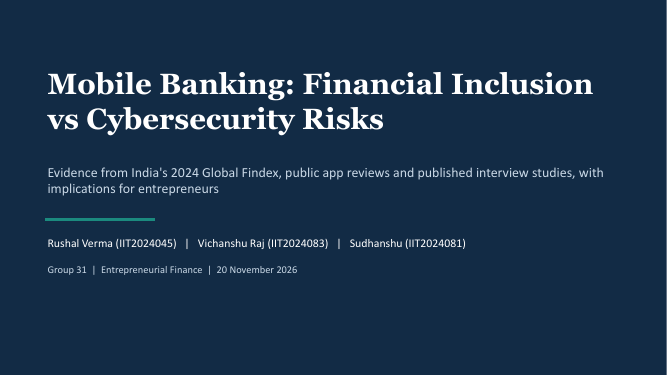 Mobile Banking: Financial Inclusion
vs Cybersecurity Risks
Evidence from India's 2024 Global Findex, public app reviews and published interview studies, with
implications for entrepreneurs
Rushal Verma (IIT2024045) | Vichanshu Raj (IIT2024083) | Sudhanshu (IIT2024081)
Group 31 | Entrepreneurial Finance | 20 November 2026